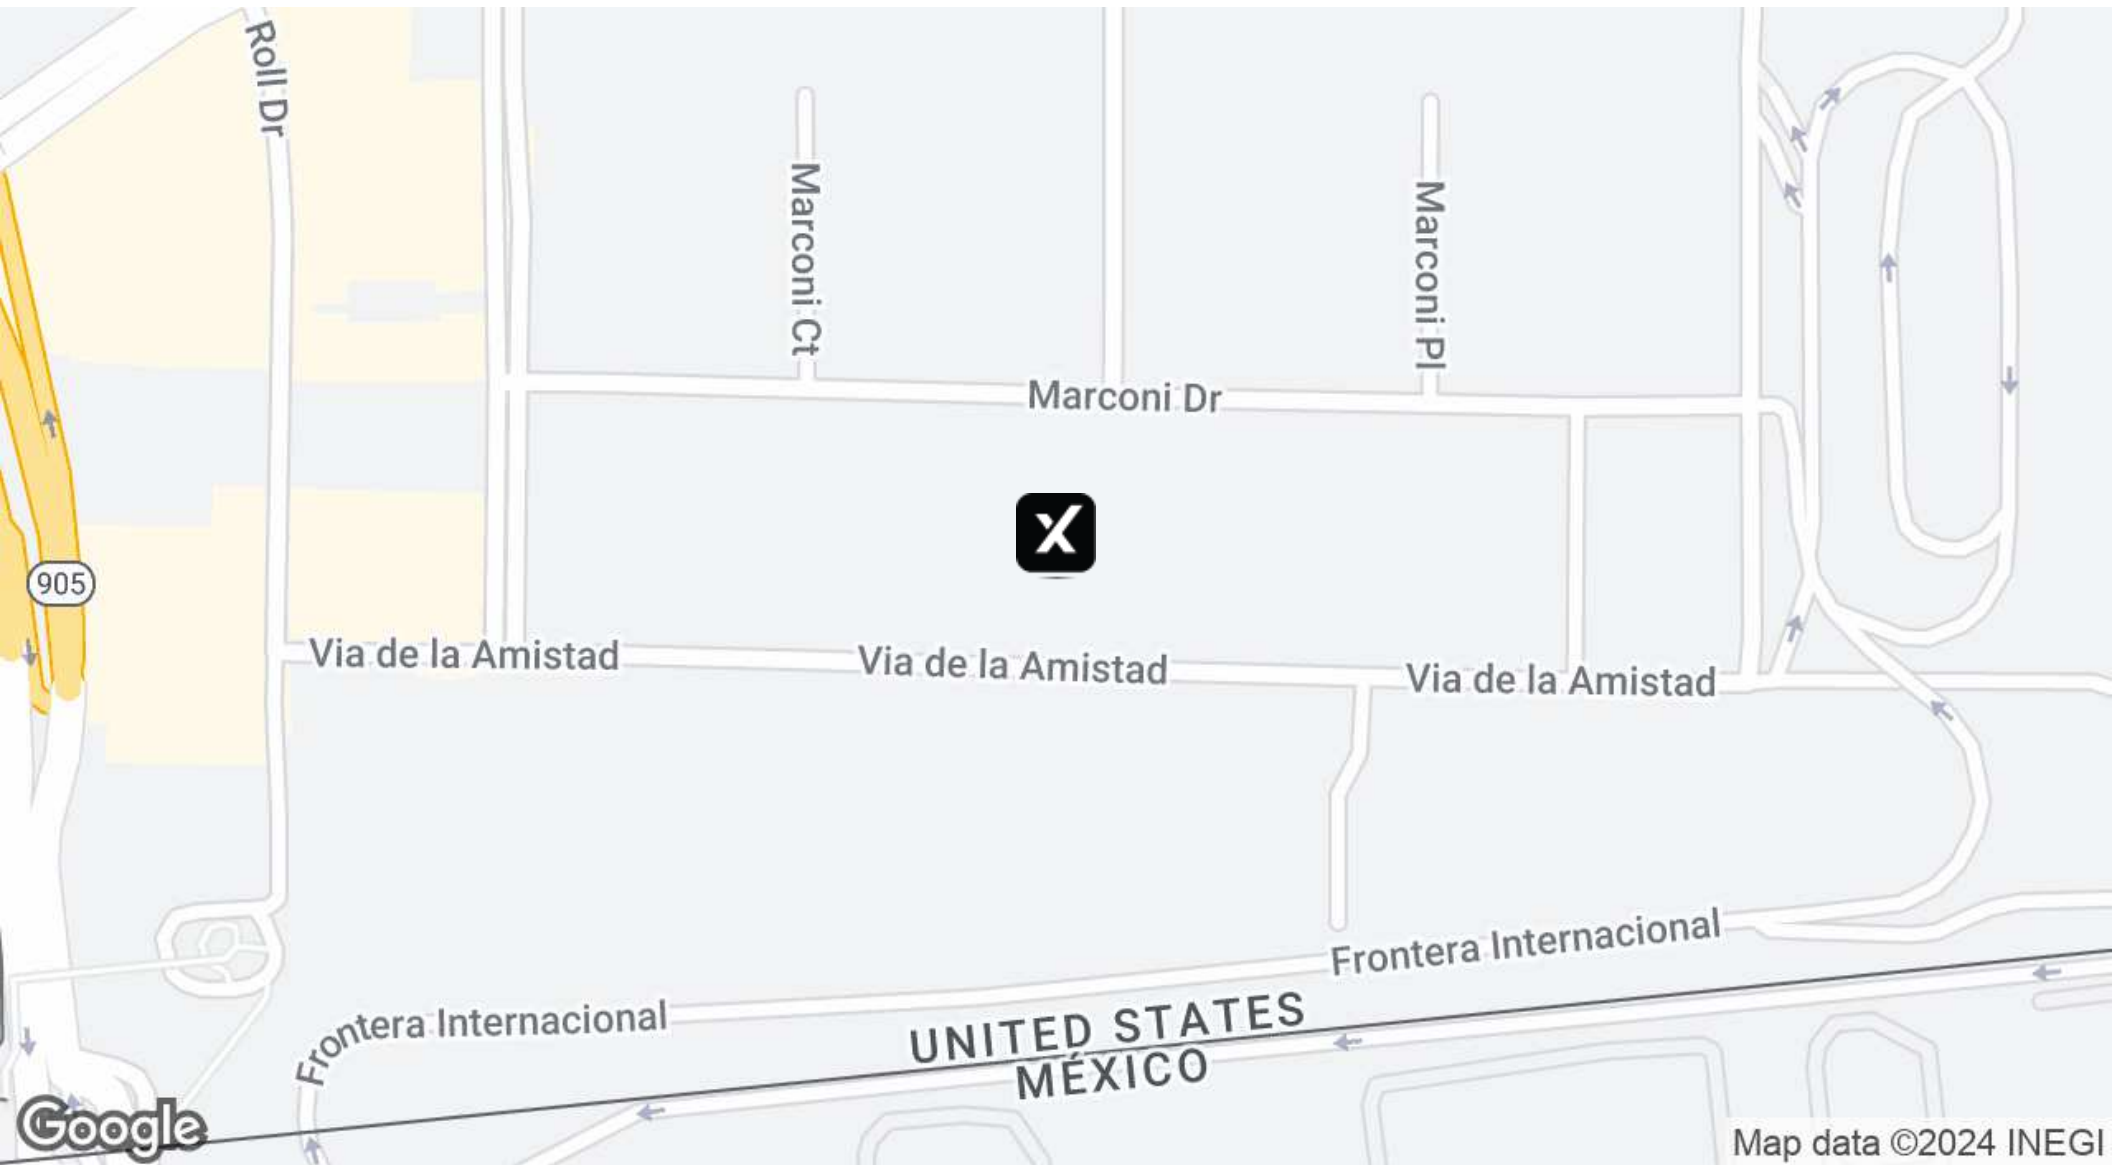 Roll Dr
Marconi Ct
Marconi Pl
Marconi Dr
905
Via de la Amistad
Via de la Amistad
Via de la Amistad
Frontera Internacional
Frontera Internacional
UNITED STATES
MÉXICO
Google
Map data ©2024 INEGI